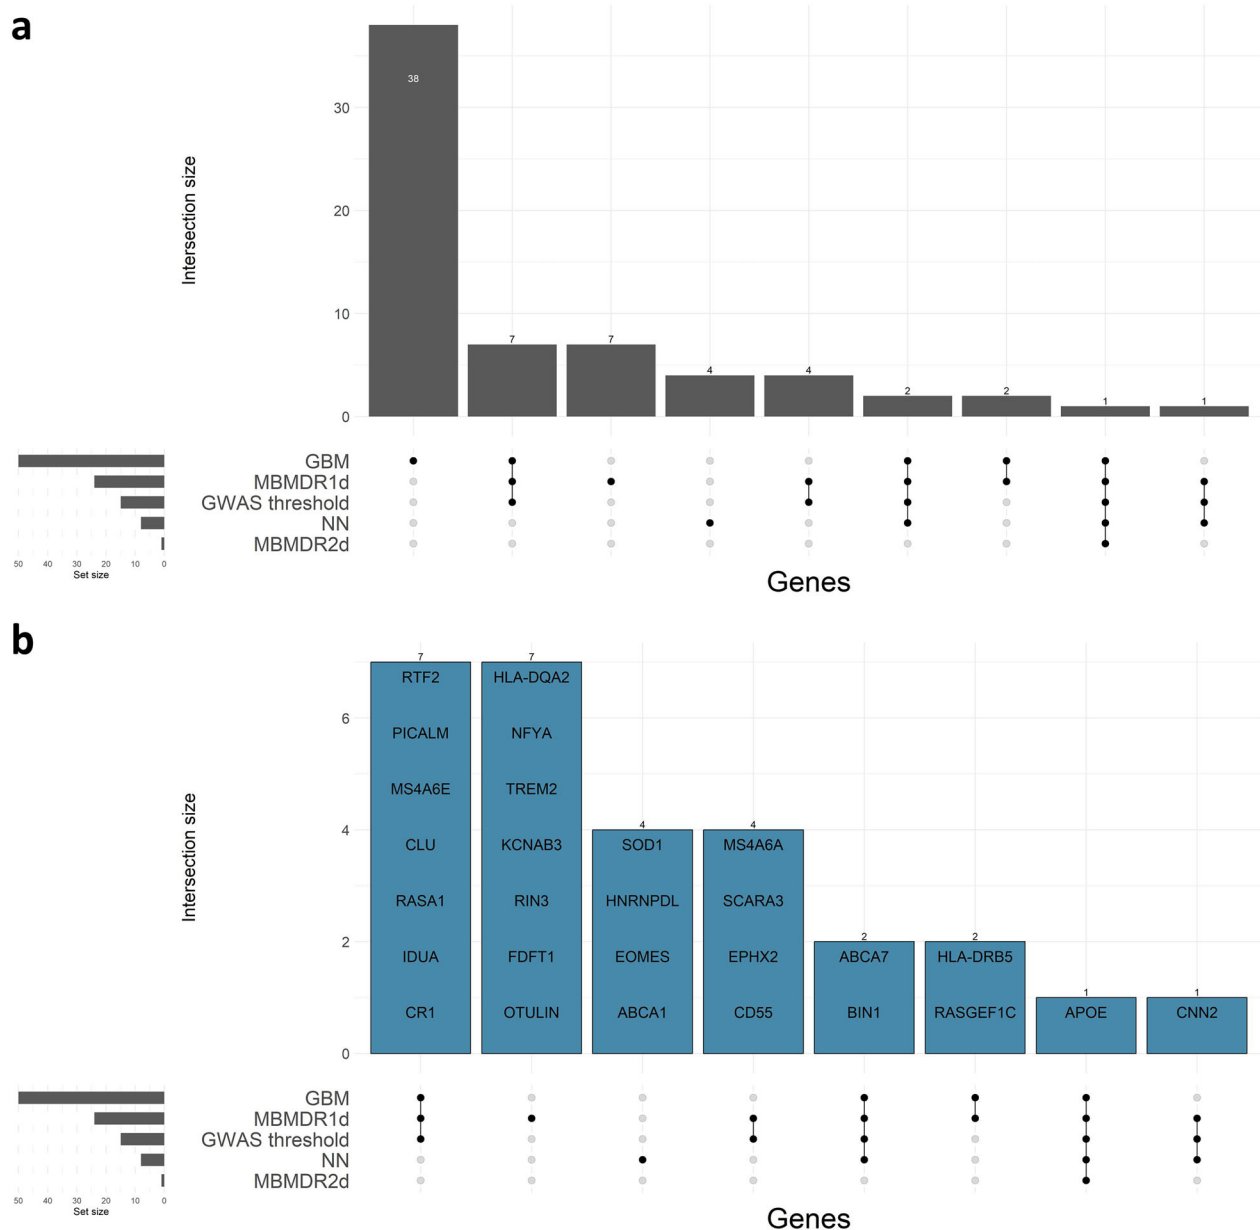 a
Intersection size
30
20
10
0
38
7
7
4
4
2
2
1
1
GBM
MBMDR1d
GWAS threshold
NN
MBMDR2d
50 40 30 20 10 0
Set size
Genes
b
Intersection size
6
4
2
0
7 7
RTF2 HLA-DQA2
PICALM NFYA
MS4A6E TREM2
4 4
CLU KCNAB3 SOD1 MS4A6A
RASA1 RIN3 HNRNPDL SCARA3
2 2
IDUA FDFT1 EOMES EPHX2 ABCA7 HLA-DRB5
1 1
CR1 OTULIN ABCA1 CD55 BIN1 RASGEF1C APOE CNN2
GBM
MBMDR1d
GWAS threshold
NN
MBMDR2d
50 40 30 20 10 0
Set size
Genes